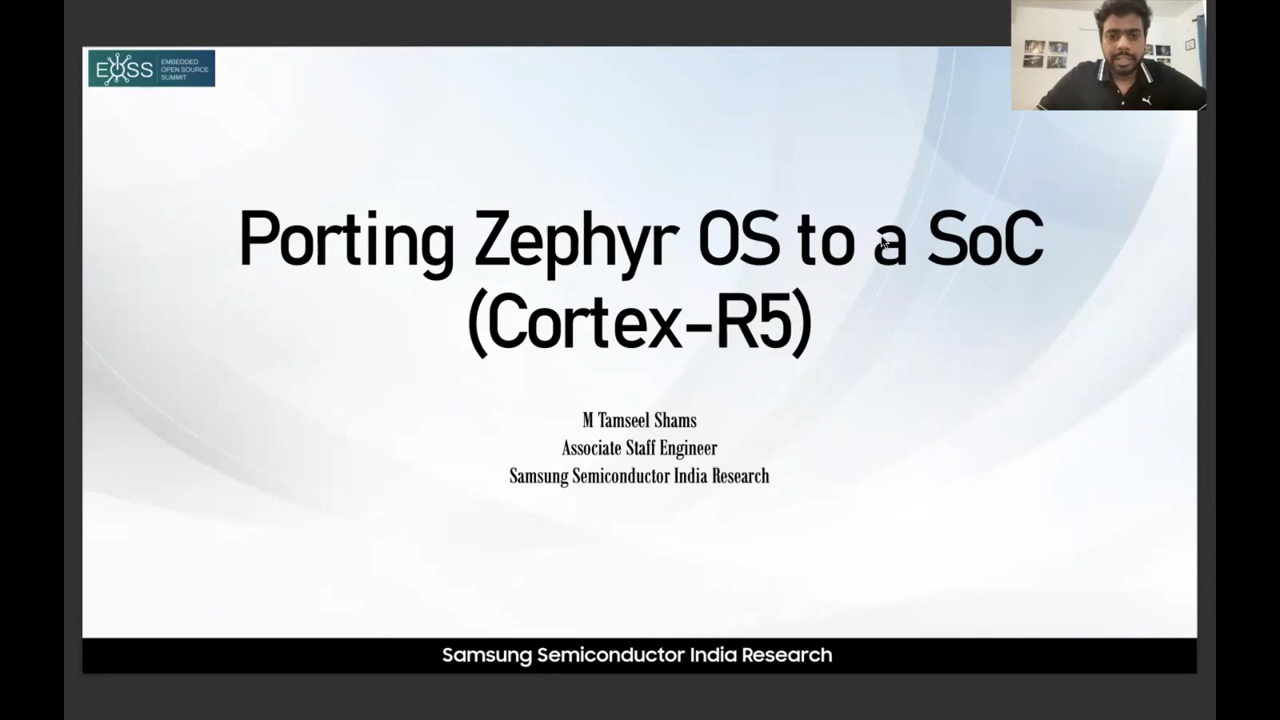 EOSS
EMBEDDED
OPEN SOURCE
SUMMIT
Porting Zephyr OS to a SoC
(Cortex-R5)
M Tamseel Shams
Associate Staff Engineer
Samsung Semiconductor India Research
Samsung Semiconductor India Research